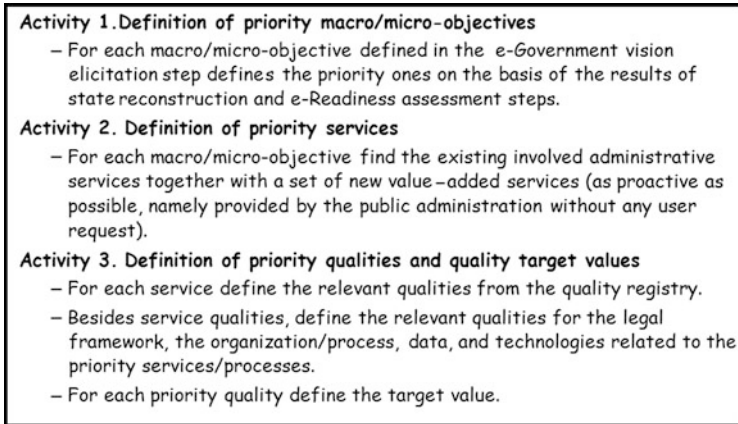 Activity 1.Definition of priority macro/micro-objectives
– For each macro/micro-objective defined in the e-Government vision
elicitation step defines the priority ones on the basis of the results of
state reconstruction and e-Readiness assessment steps.
Activity 2. Definition of priority services
– For each macro/micro-objective find the existing involved administrative
services together with a set of new value–added services (as proactive as
possible, namely provided by the public administration without any user
request).
Activity 3. Definition of priority qualities and quality target values
– For each service define the relevant qualities from the quality registry.
– Besides service qualities, define the relevant qualities for the legal
framework, the organization/process, data, and technologies related to the
priority services/processes.
– For each priority quality define the target value.